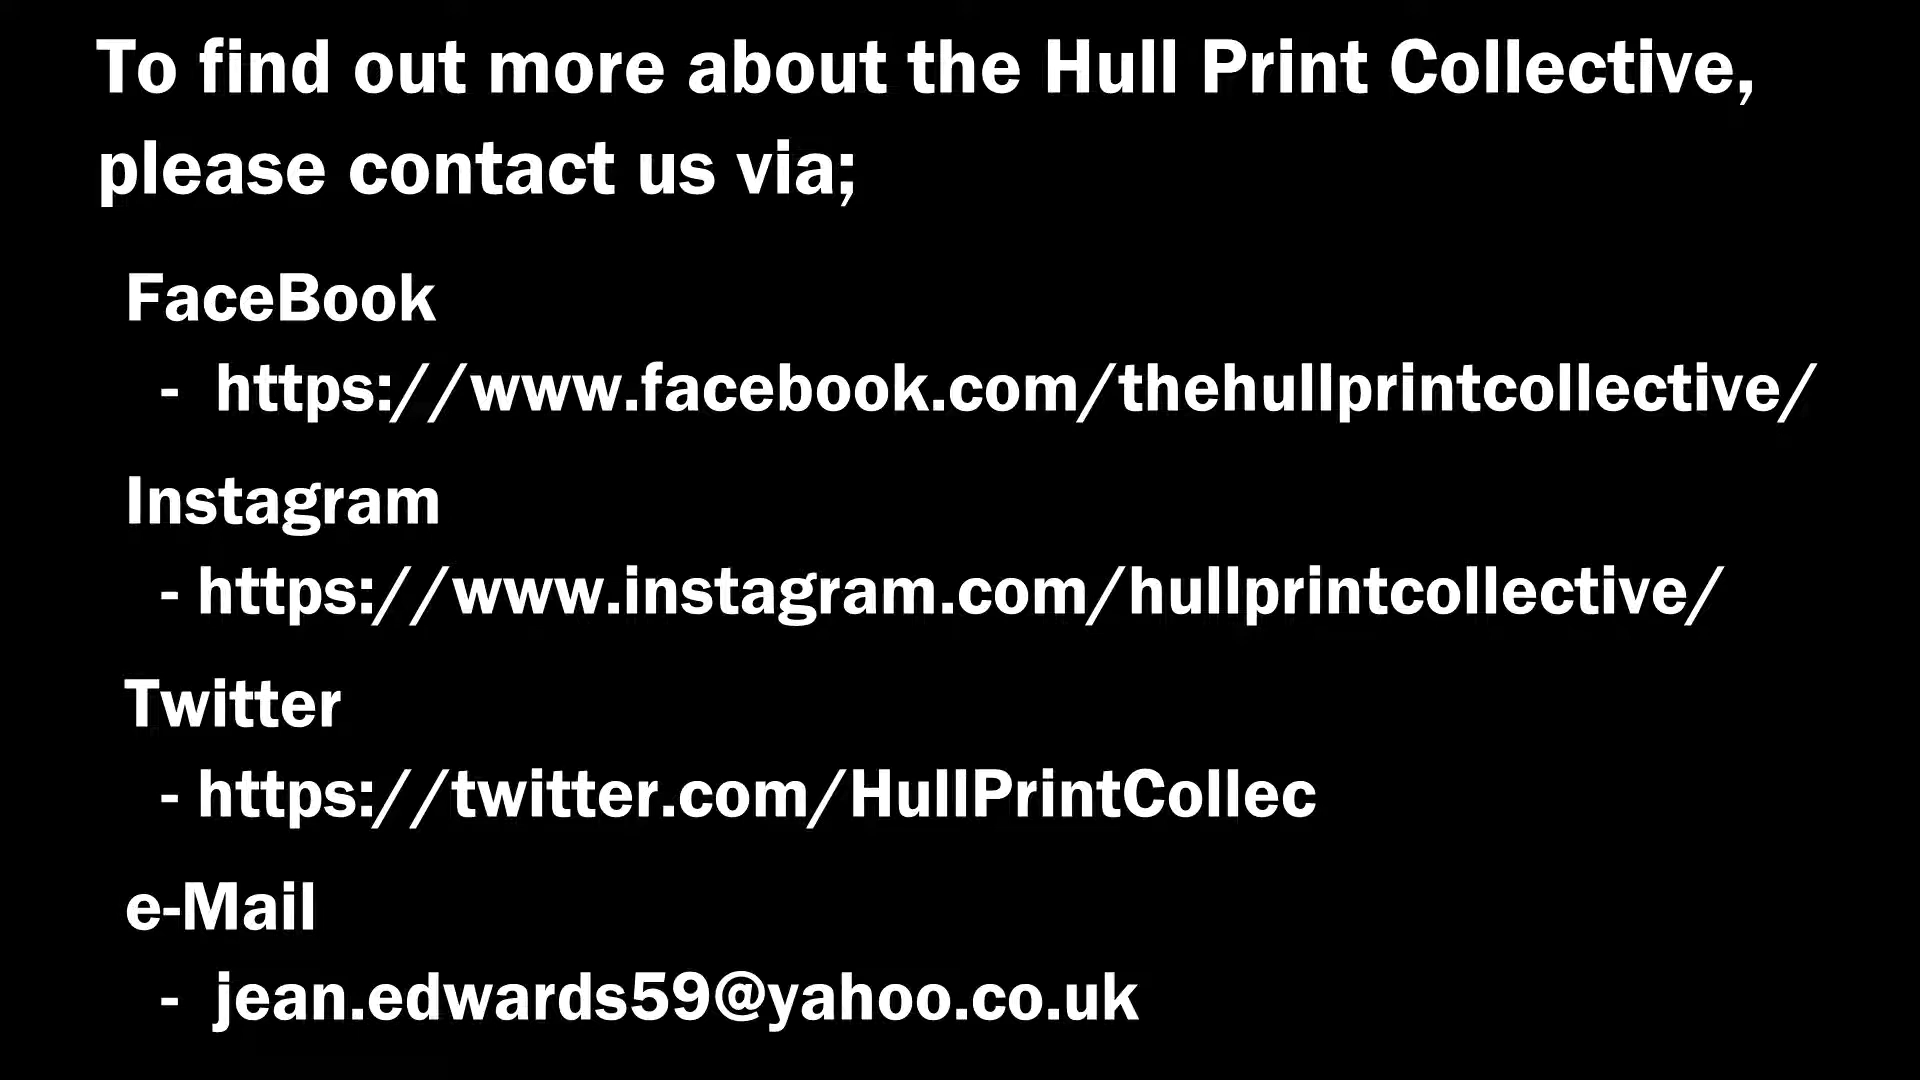 To find out more about the Hull Print Collective,
please contact us via;
FaceBook
- https://www.facebook.com/thehullprintcollective/
Instagram
- https://www.instagram.com/hullprintcollective/
Twitter
- https://twitter.com/HullPrintCollec
e-Mail
- jean.edwards59@yahoo.co.uk